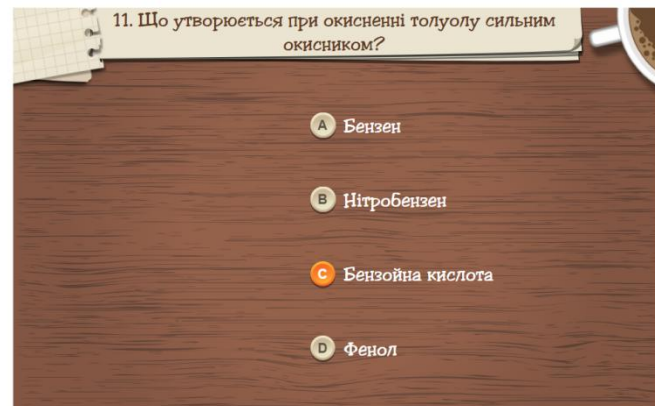 11. Що утворюється при окисненні толуолу сильним
окисником?
A Бензен
B Нітробензен
C Бензойна кислота
D Фенол